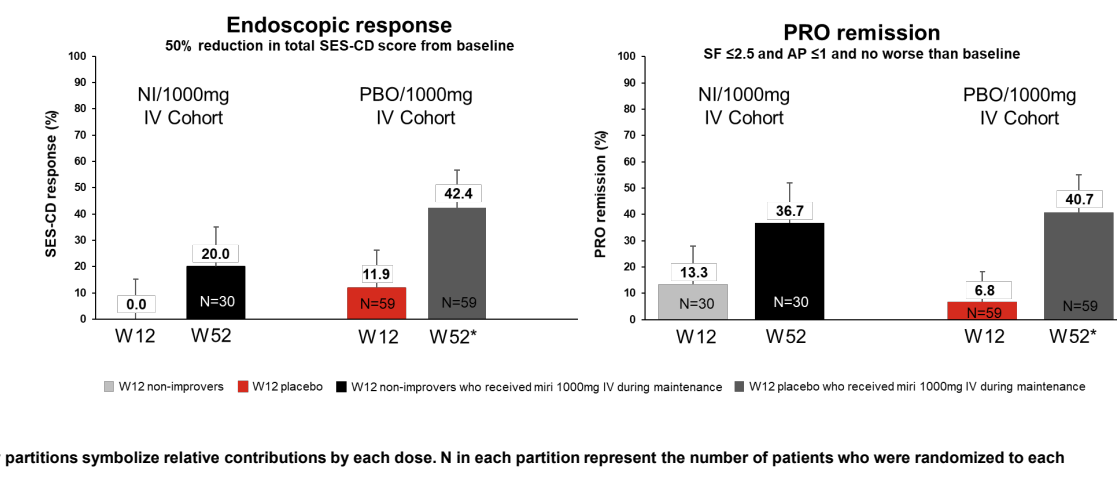 Endoscopic response
50% reduction in total SES-CD score from baseline
SES-CD response (%)
100
90
80
70
60
50
40
30
20
10
0
NI/1000mg
IV Cohort
PBO/1000mg
IV Cohort
0.0
20.0
11.9
42.4
N=30
N=59
N=59
W12
W52
W12
W52*
PRO remission
SF ≤2.5 and AP ≤1 and no worse than baseline
PRO remission (%)
100
90
80
70
60
50
40
30
20
10
0
NI/1000mg
IV Cohort
PBO/1000mg
IV Cohort
13.3
36.7
6.8
40.7
N=30
N=30
N=59
N=59
W12
W52
W12
W52*
W12 non-improvers
W12 placebo
W12 non-improvers who received miri 1000mg IV during maintenance
W12 placebo who received miri 1000mg IV during maintenance
partitions symbolize relative contributions by each dose. N in each partition represent the number of patients who were randomized to each